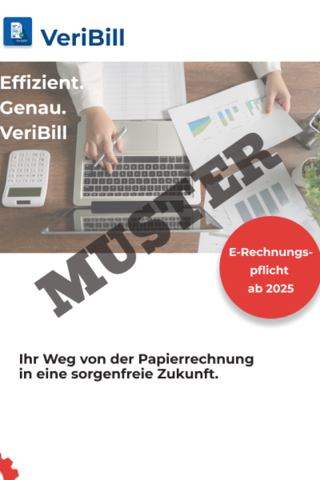 VeriBill
Effizient.
Genau.
VeriBill
MUSTER
E-Rechnungs-
pflicht
ab 2025
Ihr Weg von der Papierrechnung
in eine sorgenfreie Zukunft.